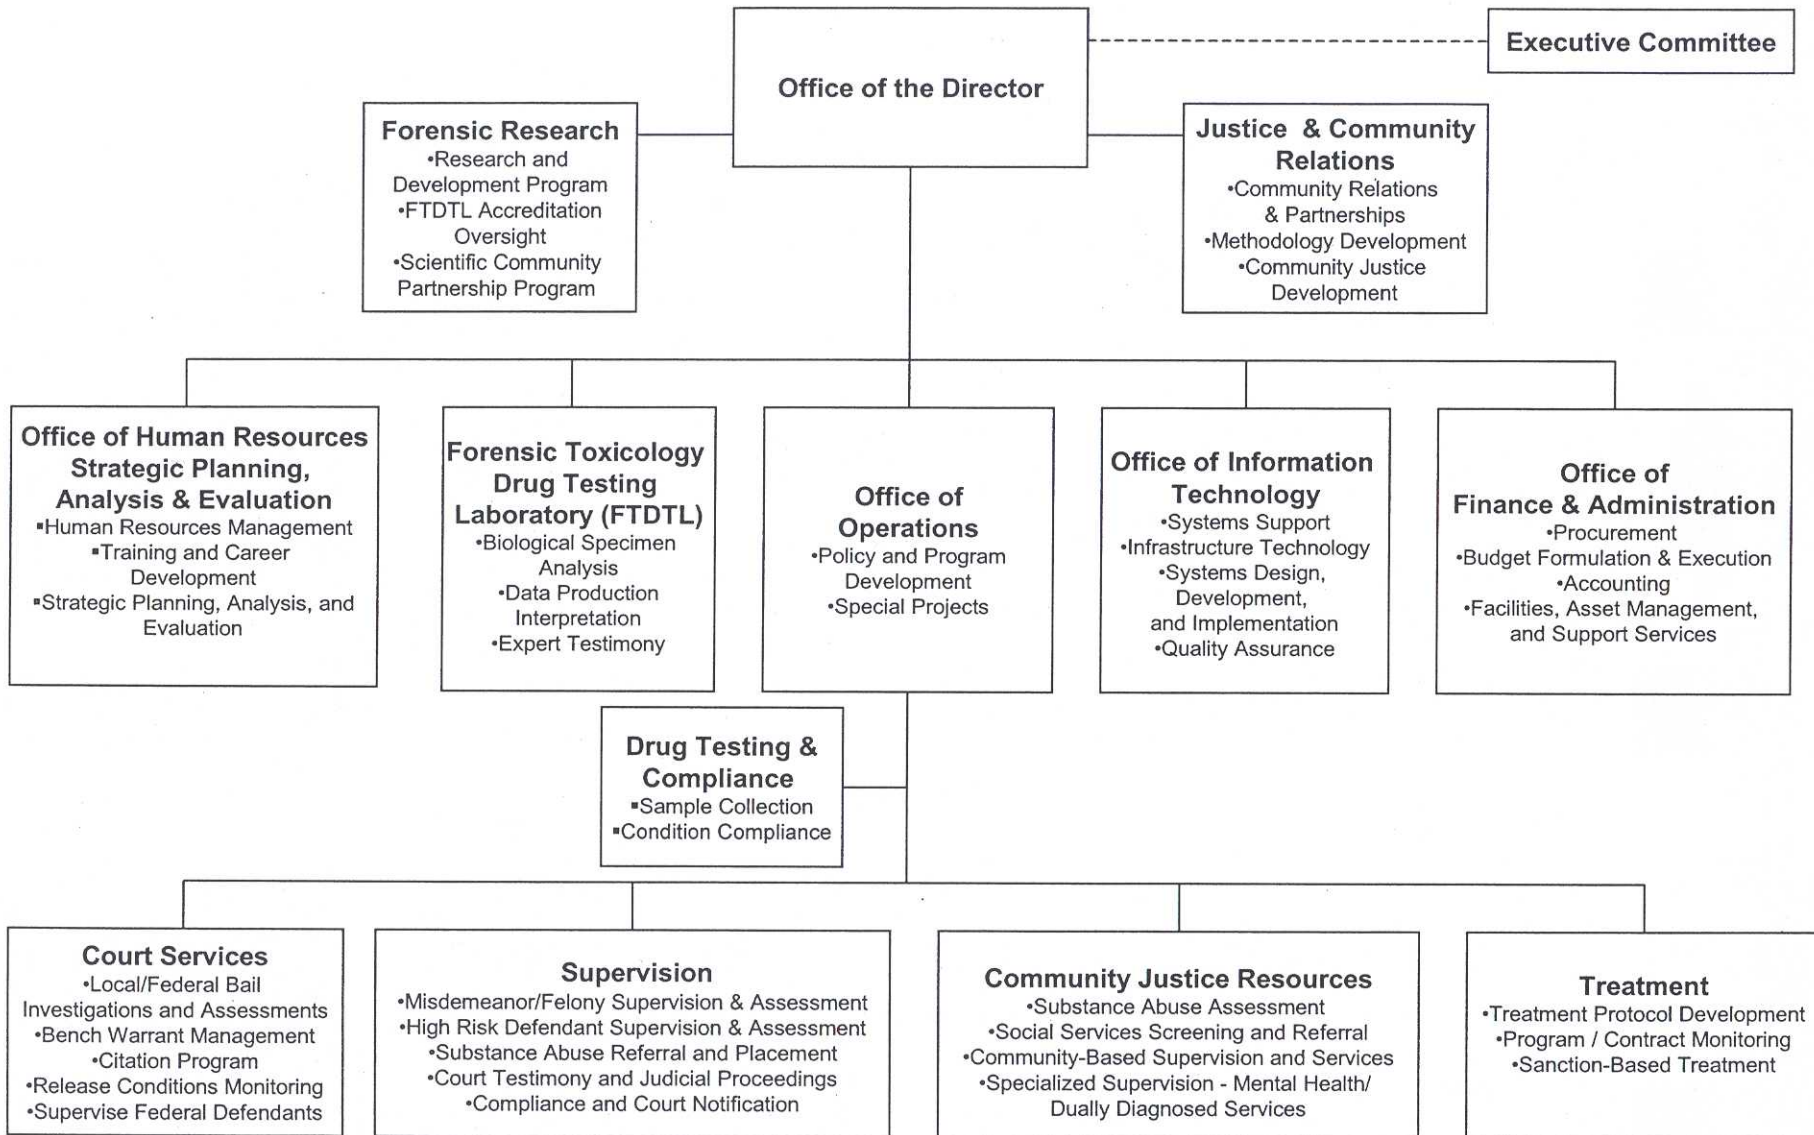 Office of the Director
Executive Committee
Forensic Research
•Research and
Development Program
•FTDTL Accreditation
Oversight
•Scientific Community
Partnership Program
Justice & Community
Relations
•Community Relations
& Partnerships
•Methodology Development
•Community Justice
Development
Office of Human Resources
Strategic Planning,
Analysis & Evaluation
▪Human Resources Management
▪Training and Career
Development
▪Strategic Planning, Analysis, and
Evaluation
Forensic Toxicology
Drug Testing
Laboratory (FTDTL)
•Biological Specimen
Analysis
•Data Production
Interpretation
•Expert Testimony
Office of
Operations
•Policy and Program
Development
•Special Projects
Office of Information
Technology
•Systems Support
•Infrastructure Technology
•Systems Design,
Development,
and Implementation
•Quality Assurance
Office of
Finance & Administration
•Procurement
•Budget Formulation & Execution
•Accounting
•Facilities, Asset Management,
and Support Services
Drug Testing &
Compliance
▪Sample Collection
▪Condition Compliance
Court Services
•Local/Federal Bail
Investigations and Assessments
•Bench Warrant Management
•Citation Program
•Release Conditions Monitoring
•Supervise Federal Defendants
Supervision
•Misdemeanor/Felony Supervision & Assessment
•High Risk Defendant Supervision & Assessment
•Substance Abuse Referral and Placement
•Court Testimony and Judicial Proceedings
•Compliance and Court Notification
Community Justice Resources
•Substance Abuse Assessment
•Social Services Screening and Referral
•Community-Based Supervision and Services
•Specialized Supervision - Mental Health/
Dually Diagnosed Services
Treatment
•Treatment Protocol Development
•Program / Contract Monitoring
•Sanction-Based Treatment